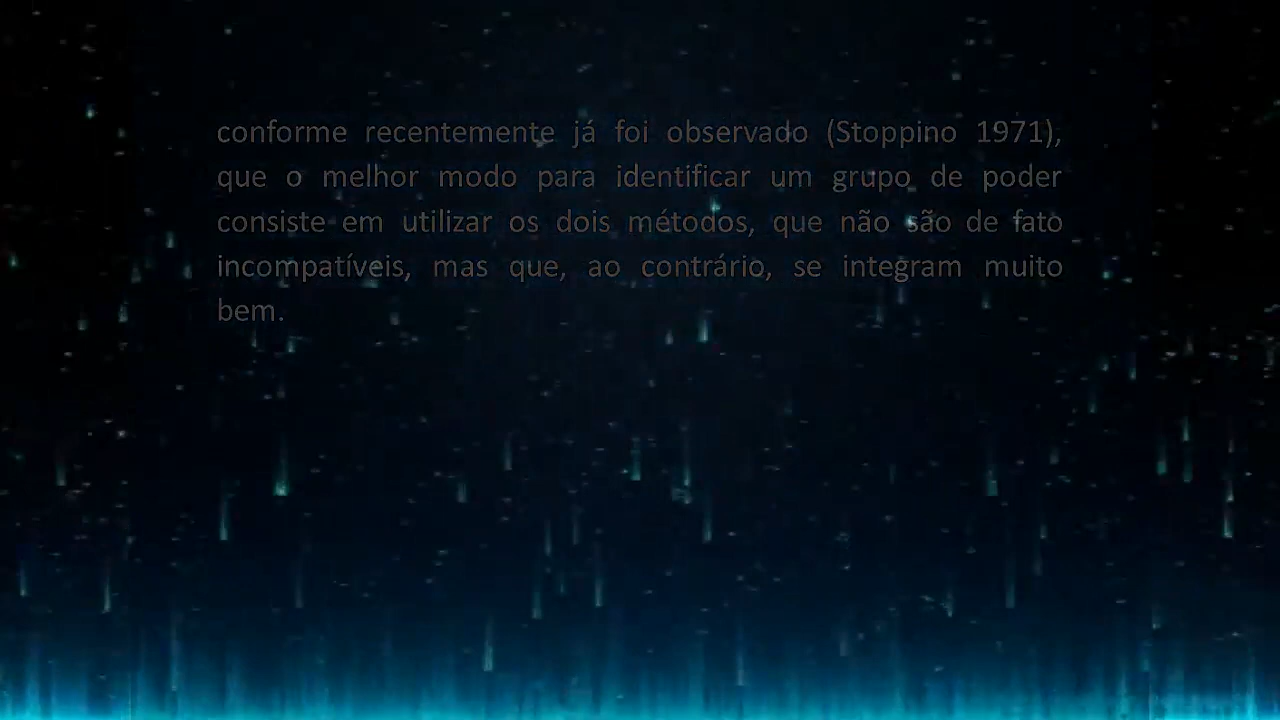 conforme recentemente já foi observado (Stoppino 1971),
que o melhor modo para identificar um grupo de poder
consiste em utilizar os dois métodos, que não são de fato
incompatíveis, mas que, ao contrário, se integram muito
bem.